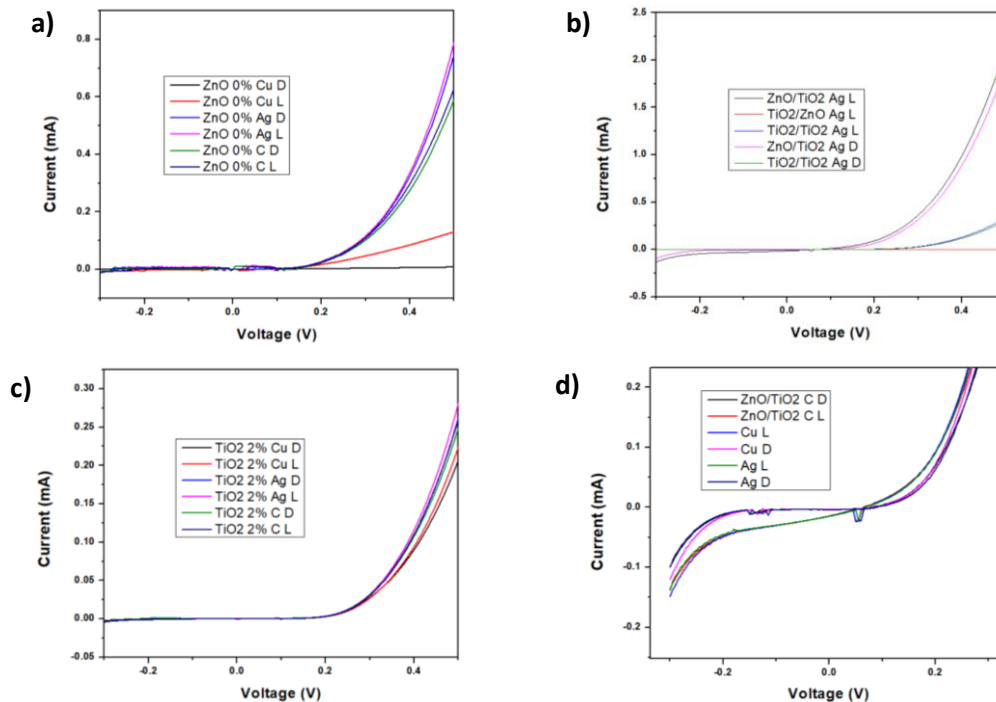 a)
0.8
0.6
0.4
0.2
0.0
Current (mA)
ZnO 0% Cu D
ZnO 0% Cu L
ZnO 0% Ag D
ZnO 0% Ag L
ZnO 0% C D
ZnO 0% C L
-0.2 0.0 0.2 0.4
Voltage (V)
b)
2.5
2.0
1.5
1.0
0.5
0.0
-0.5
Current (mA)
ZnO/TiO2 Ag L
TiO2/ZnO Ag L
TiO2/TiO2 Ag L
ZnO/TiO2 Ag D
TiO2/TiO2 Ag D
-0.2 0.0 0.2 0.4
Voltage (V)
c)
0.30
0.25
0.20
0.15
0.10
0.05
0.00
-0.05
Current (mA)
TiO2 2% Cu D
TiO2 2% Cu L
TiO2 2% Ag D
TiO2 2% Ag L
TiO2 2% C D
TiO2 2% C L
-0.2 0.0 0.2 0.4
Voltage (V)
d)
0.2
0.1
0.0
-0.1
-0.2
Current (mA)
ZnO/TiO2 C D
ZnO/TiO2 C L
Cu L
Cu D
Ag L
Ag D
-0.2 0.0 0.2
Voltage (V)